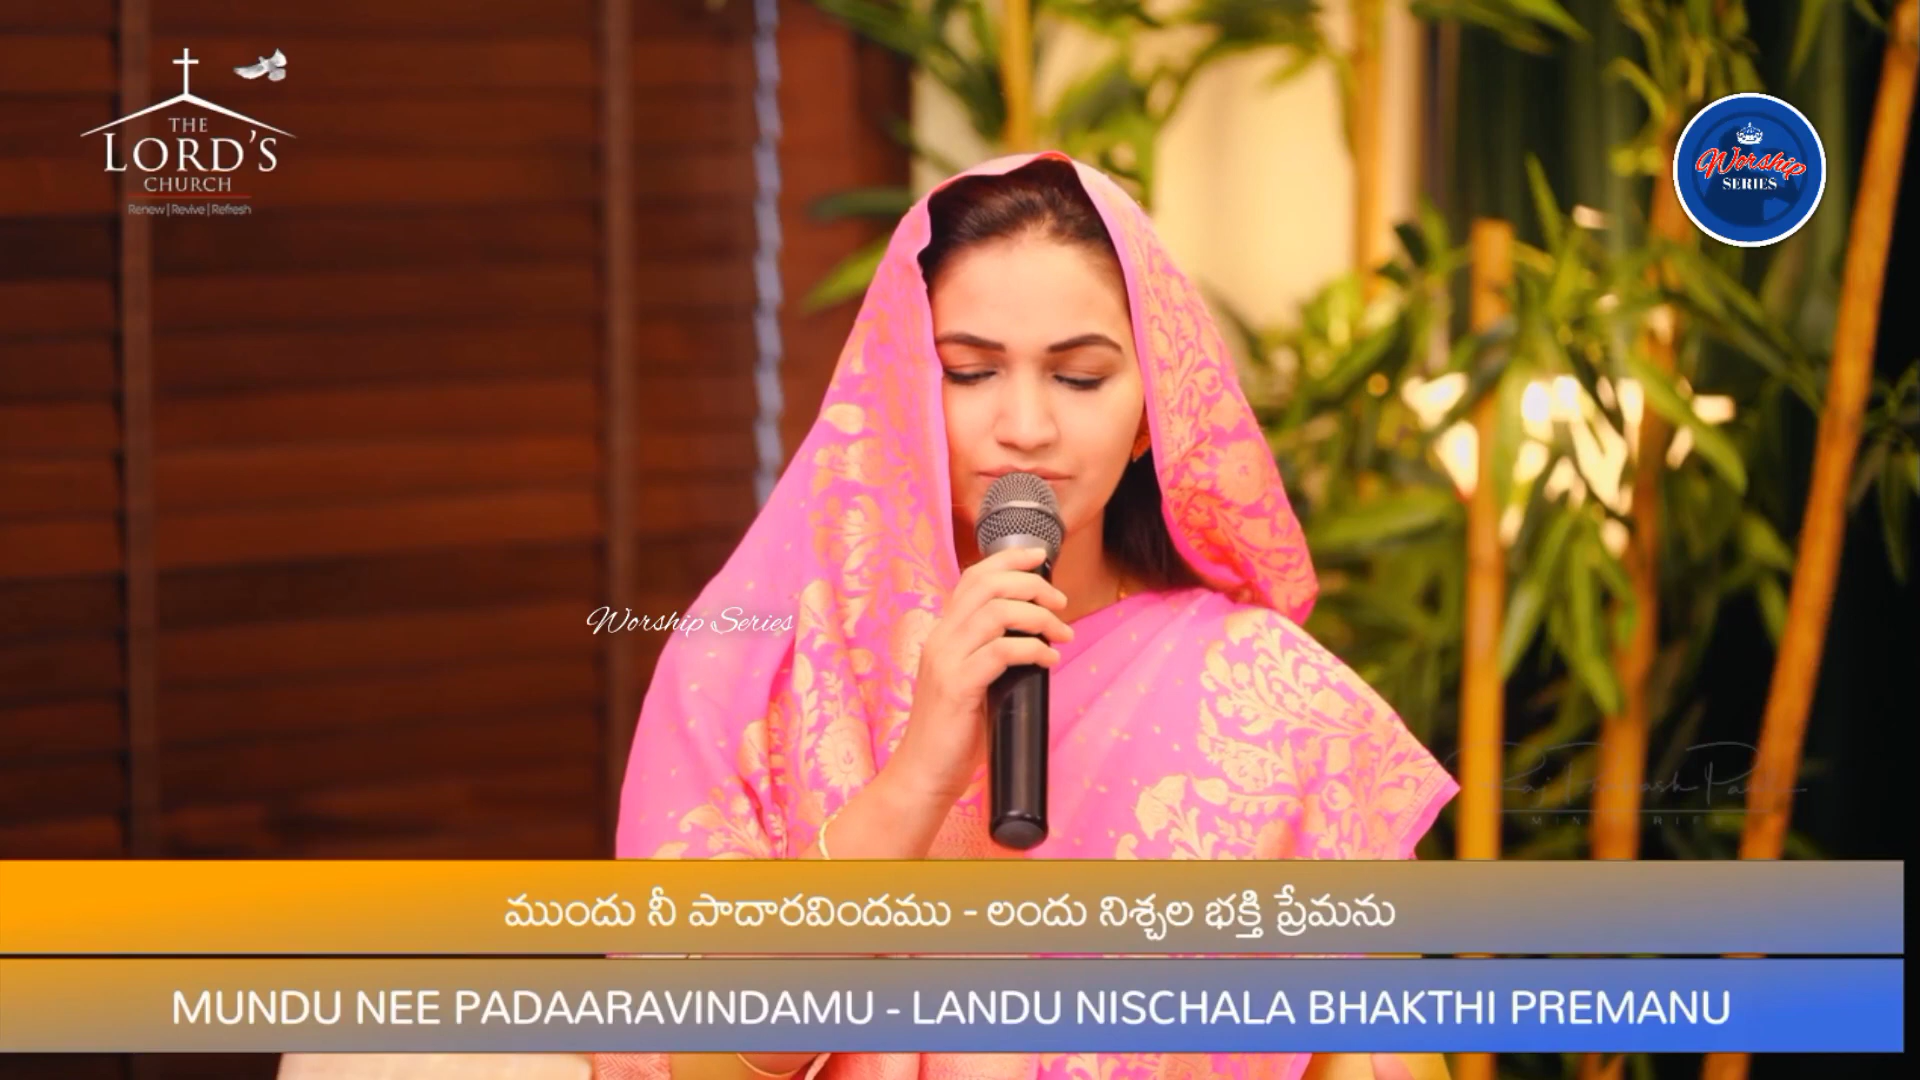 THE
LORD'S
CHURCH
Renew | Revive | Refresh
Worship
SERIES
Worship Series
ముందు నీ పాదారవిందము - లందు నిశ్చల భక్తి ప్రేమను
MUNDU NEE PADAARAVINDAMU - LANDU NISCHALA BHAKTHI PREMANU